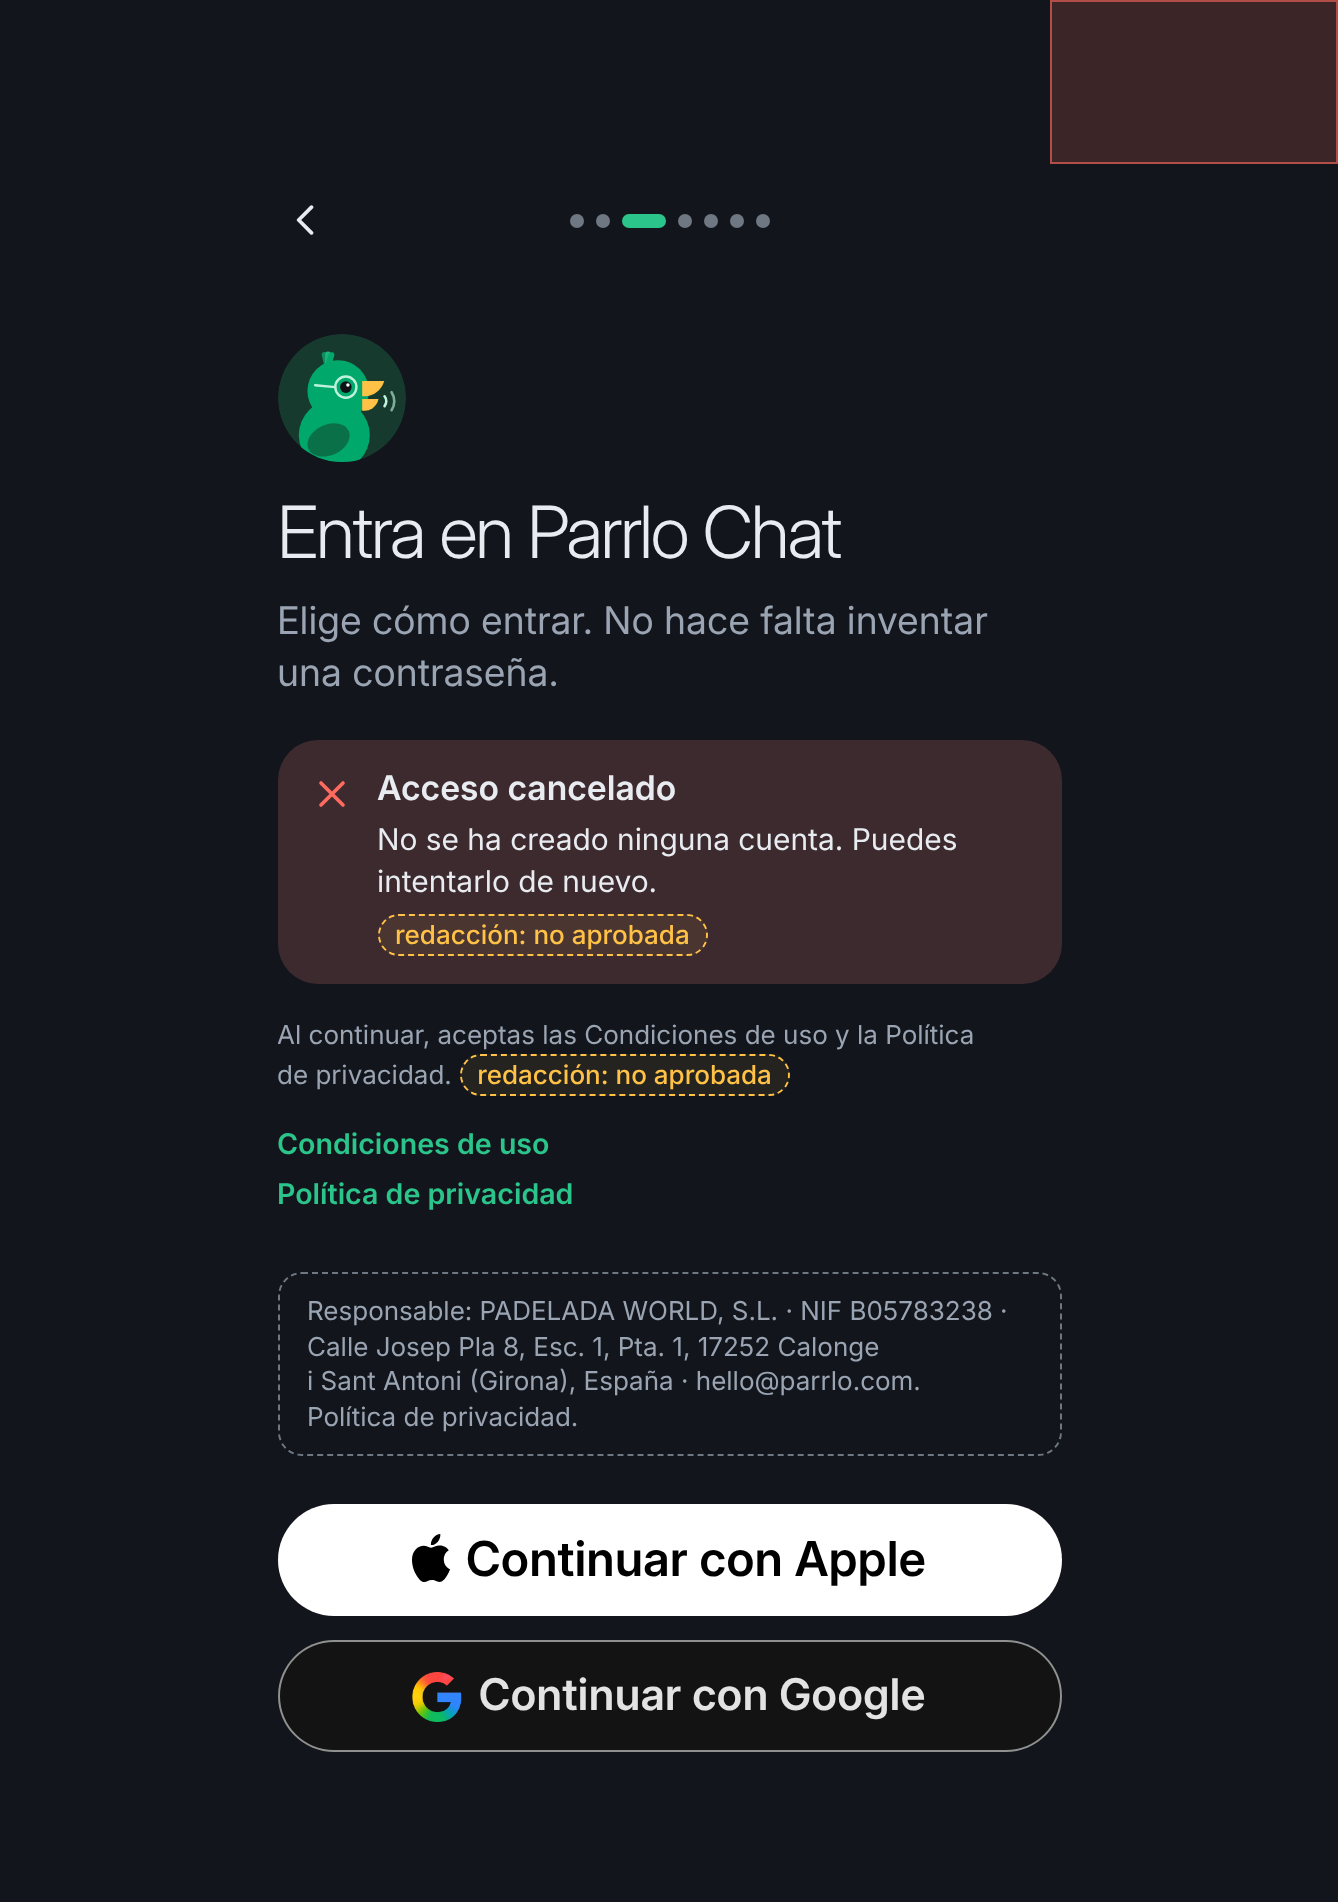 Entra en Parrlo Chat
Elige cómo entrar. No hace falta inventar
una contraseña.
Acceso cancelado
No se ha creado ninguna cuenta. Puedes
intentarlo de nuevo.
redacción: no aprobada
Al continuar, aceptas las Condiciones de uso y la Política
de privacidad. redacción: no aprobada
Condiciones de uso
Política de privacidad
Responsable: PADELADA WORLD, S.L. · NIF B05783238 ·
Calle Josep Pla 8, Esc. 1, Pta. 1, 17252 Calonge
i Sant Antoni (Girona), España · hello@parrlo.com.
Política de privacidad.
Continuar con Apple
Continuar con Google